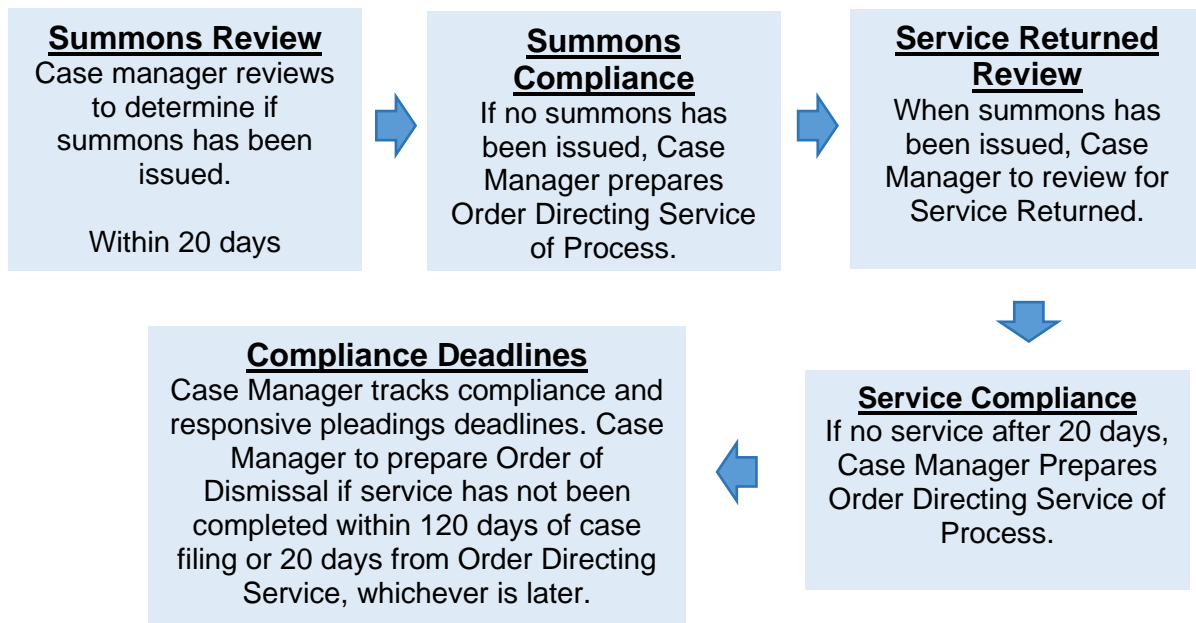 Summons Review
Case manager reviews
to determine if
summons has been
issued.
Within 20 days
Summons
Compliance
If no summons has
been issued, Case
Manager prepares
Order Directing Service
of Process.
Service Returned
Review
When summons has
been issued, Case
Manager to review for
Service Returned.
Service Compliance
If no service after 20 days,
Case Manager Prepares
Order Directing Service of
Process.
Compliance Deadlines
Case Manager tracks compliance and
responsive pleadings deadlines. Case
Manager to prepare Order of
Dismissal if service has not been
completed within 120 days of case
filing or 20 days from Order Directing
Service, whichever is later.